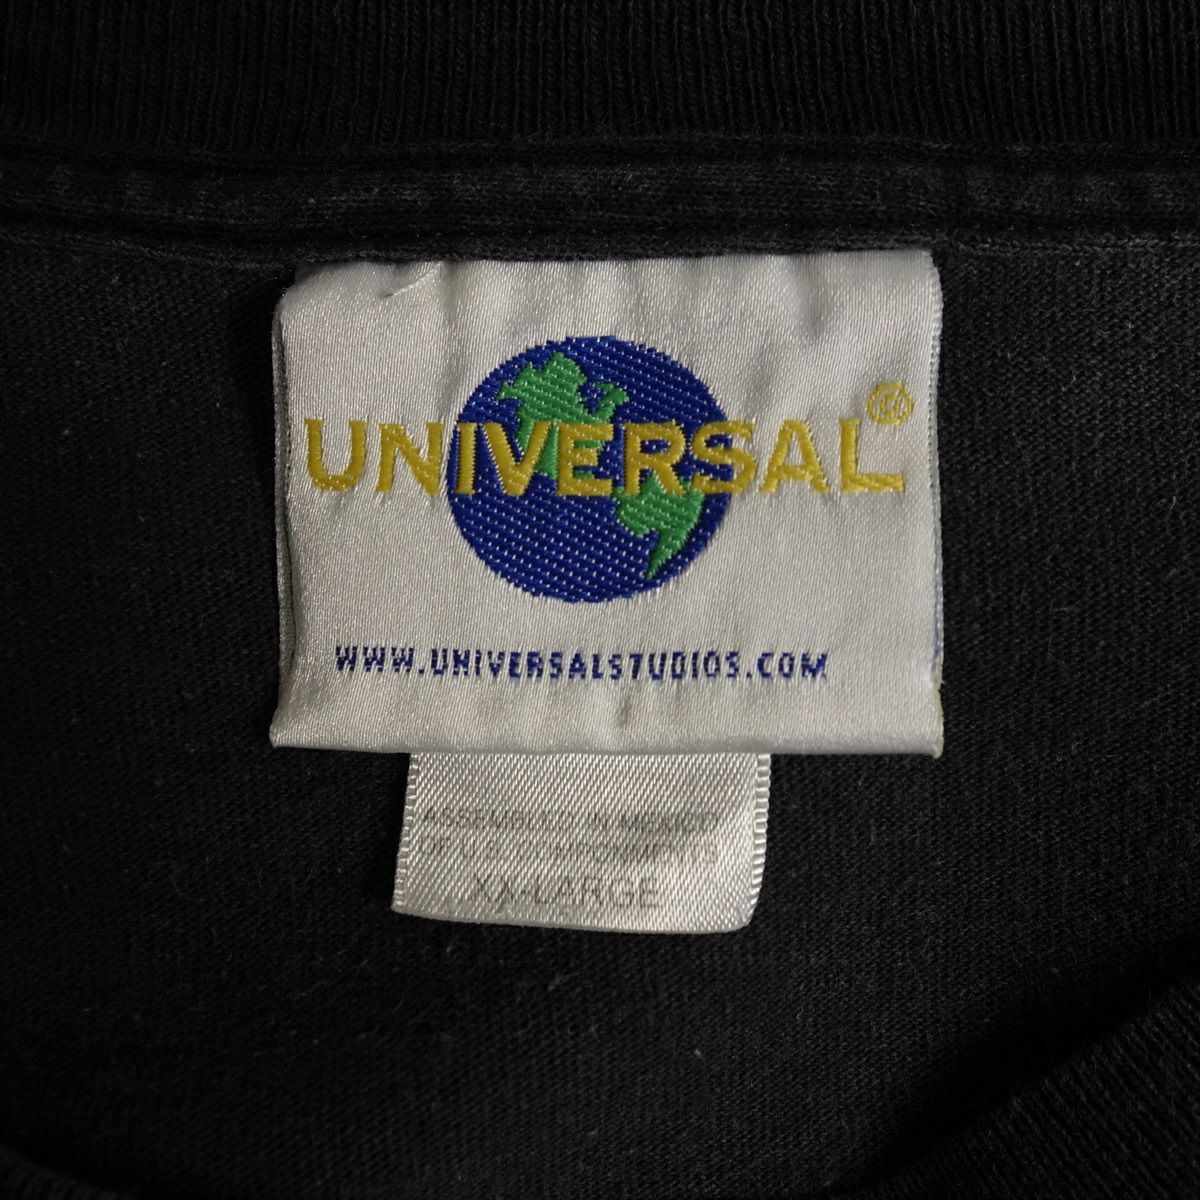 UNIVERSAL®
WWW.UNIVERSALSTUDIOS.COM
ASSEMBLED IN MEXICO
OF U.S. COMPONENTS
XX-LARGE